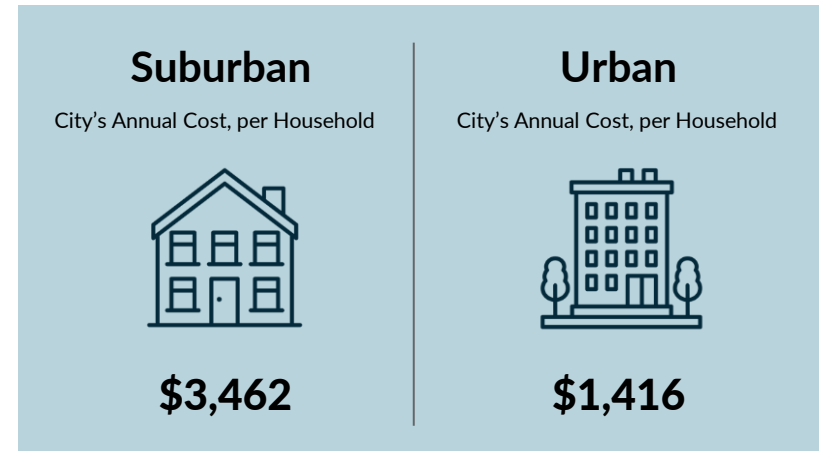 Suburban
City’s Annual Cost, per Household
$3,462
Urban
City’s Annual Cost, per Household
$1,416